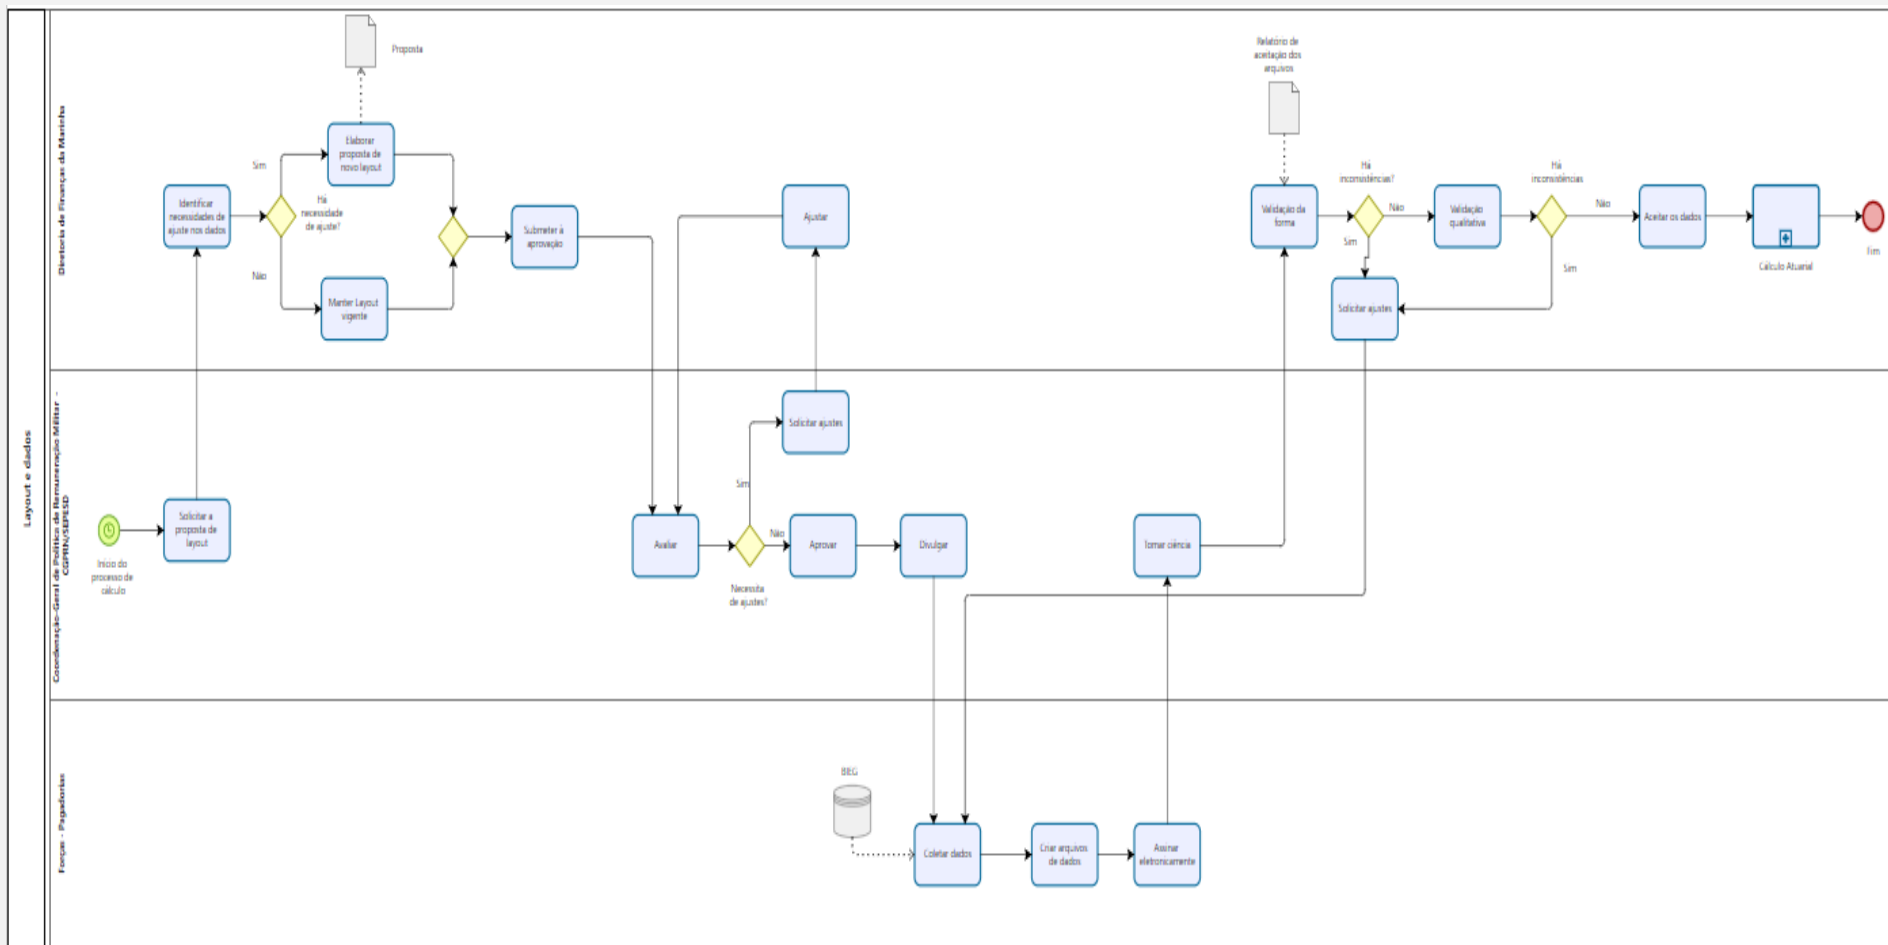 Layout e dados
Diretoria de Finanças da Marinha
Proposta
Elaborar
proposta de
novo layout
Sim
Identificar
necessidades de
ajuste nos dados
Há
necessidade
de ajuste?
Não
Manter Layout
vigente
Submeter à
aprovação
Ajustar
Relatório de
aceitação dos
arquivos
Validação da
forma
Há
inconsistências?
Não
Sim
Validação
qualitativa
Há
inconsistências
Não
Sim
Aceitar os dados
Cálculo Atuarial
Fim
Solicitar ajustes
Coordenação-Geral de Política de Remuneração Militar -
CGPRN/SEPESD
Início do
processo de
cálculo
Solicitar a
proposta de
layout
Solicitar ajustes
Sim
Avaliar
Necessita
de ajustes?
Não
Aprovar
Divulgar
Tomar ciência
Forças - Pagadorias
BIEG
Coletar dados
Criar arquivos
de dados
Assinar
eletronicamente